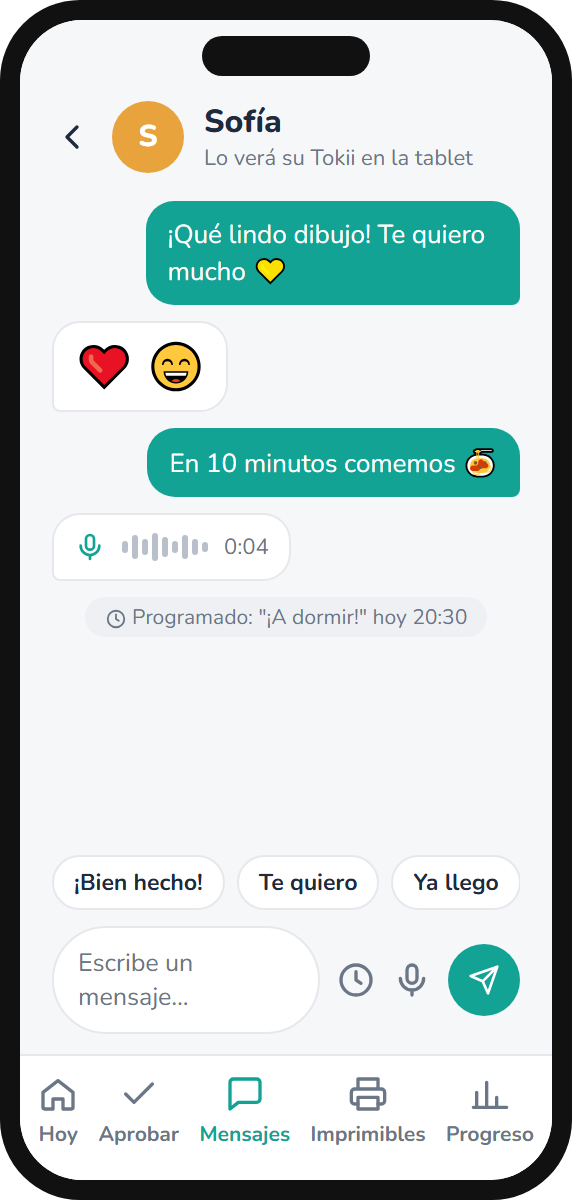 S
Sofía
Lo verá su Tokii en la tablet
¡Qué lindo dibujo! Te quiero
mucho 💛
❤️ 😄
En 10 minutos comemos 🍝
0:04
Programado: "¡A dormir!" hoy 20:30
¡Bien hecho!
Te quiero
Ya llego
Escribe un
mensaje...
Hoy
Aprobar
Mensajes
Imprimibles
Progreso